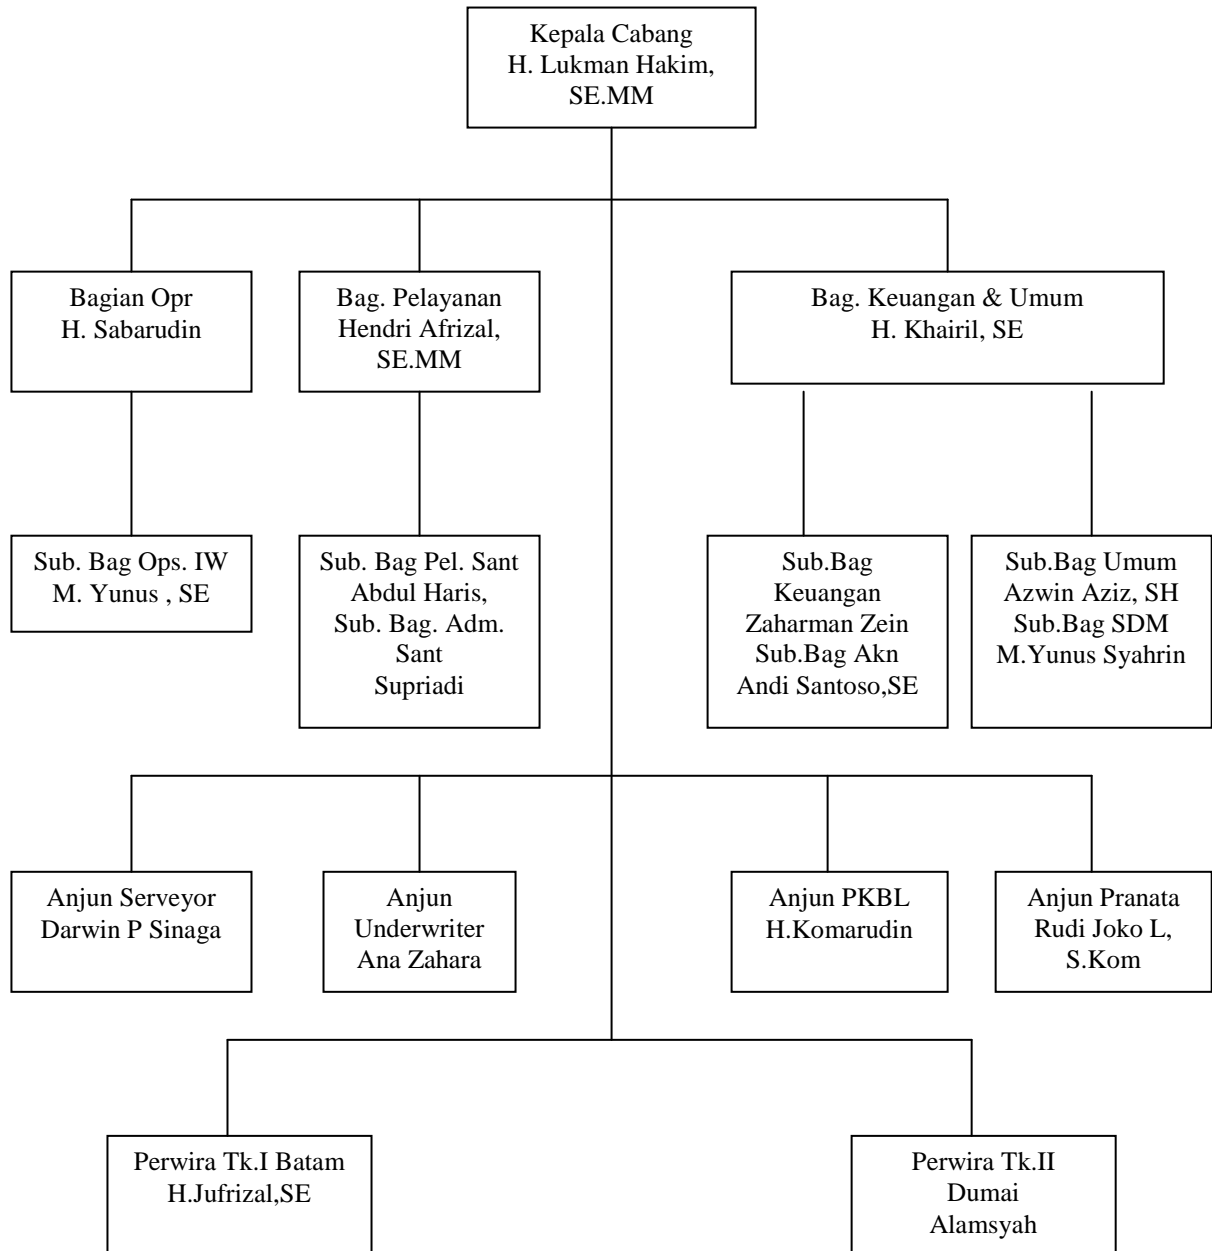 Kepala Cabang
H. Lukman Hakim,
SE.MM
Bagian Opr
H. Sabarudin
Bag. Pelayanan
Hendri Afrizal,
SE.MM
Bag. Keuangan & Umum
H. Khairil, SE
Sub. Bag Ops. IW
M. Yunus , SE
Sub. Bag Pel. Sant
Abdul Haris,
Sub. Bag. Adm.
Sant
Supriadi
Sub.Bag
Keuangan
Zaharman Zein
Sub.Bag Akn
Andi Santoso,SE
Sub.Bag Umum
Azwin Aziz, SH
Sub.Bag SDM
M.Yunus Syahrin
Anjun Serveyor
Darwin P Sinaga
Anjun
Underwriter
Ana Zahara
Anjun PKBL
H.Komarudin
Anjun Pranata
Rudi Joko L,
S.Kom
Perwira Tk.I Batam
H.Jufrizal,SE
Perwira Tk.II
Dumai
Alamsyah